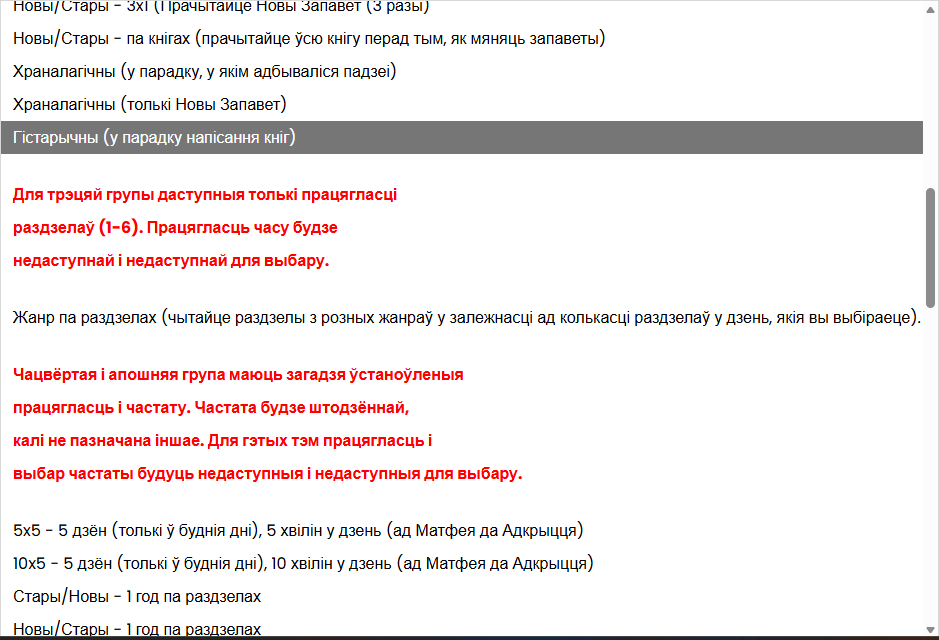 Новы/Стары - 3x1 (Прачытайце Новы Запавет (3 разы)
Новы/Стары - па кнігах (прачытайце ўсю кнігу перад тым, як мяняць запаветы)
Храналагічны (у парадку, у якім адбываліся падзеі)
Храналагічны (толькі Новы Запавет)
Гістарычны (у парадку напісання кніг)
Для трэцяй групы даступныя толькі працягласці
раздзелаў (1-6). Працягласць часу будзе
недаступнай і недаступнай для выбару.
Жанр па раздзелах (чытайце раздзелы з розных жанраў у залежнасці ад колькасці раздзелаў у дзень, якія вы выбіраеце).
Чацвёртая і апошняя група маюць загадзя ўстаноўленыя
працягласць і частату. Частата будзе штодзённай,
калі не пазначана іншае. Для гэтых тэм працягласць і
выбар частаты будуць недаступныя і недаступныя для выбару.
5x5 - 5 дзён (толькі ў буднія дні), 5 хвілін у дзень (ад Матфея да Адкрыцця)
10x5 - 5 дзён (толькі ў буднія дні), 10 хвілін у дзень (ад Матфея да Адкрыцця)
Стары/Новы - 1 год па раздзелах
Новы/Стары - 1 год па раздзелах